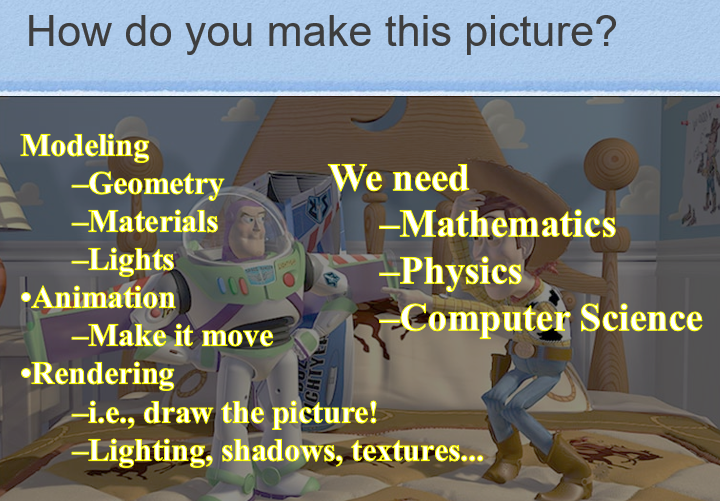 How do you make this picture?
Modeling
–Geometry
–Materials
–Lights
•Animation
–Make it move
•Rendering
–i.e., draw the picture!
–Lighting, shadows, textures...
We need
–Mathematics
–Physics
–Computer Science